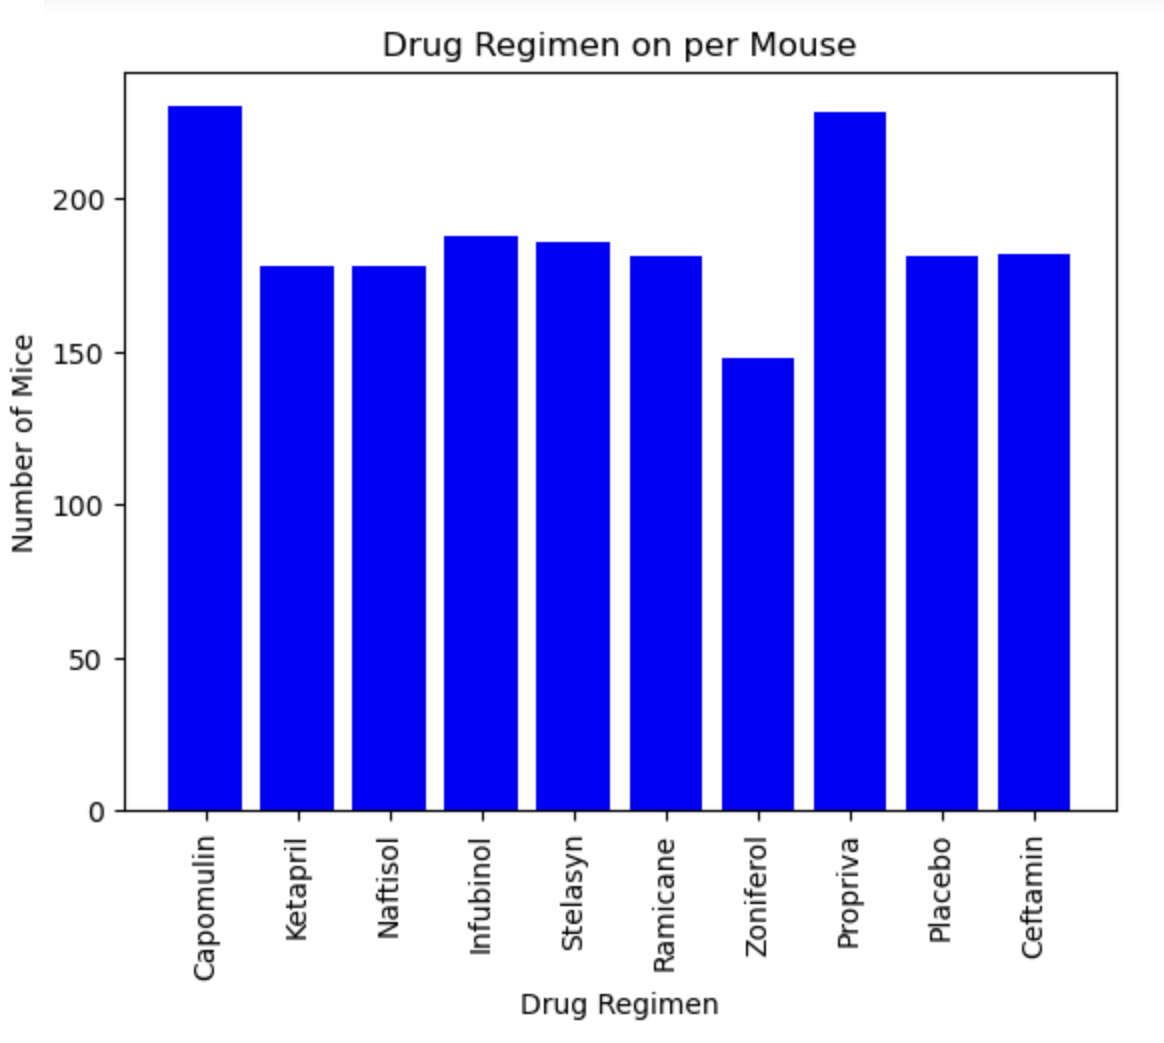 Drug Regimen on per Mouse
Number of Mice
200
150
100
50
0
Capomulin
Ketapril
Naftisol
Infubinol
Stelasyn
Ramicane
Zoniferol
Propriva
Placebo
Ceftamin
Drug Regimen